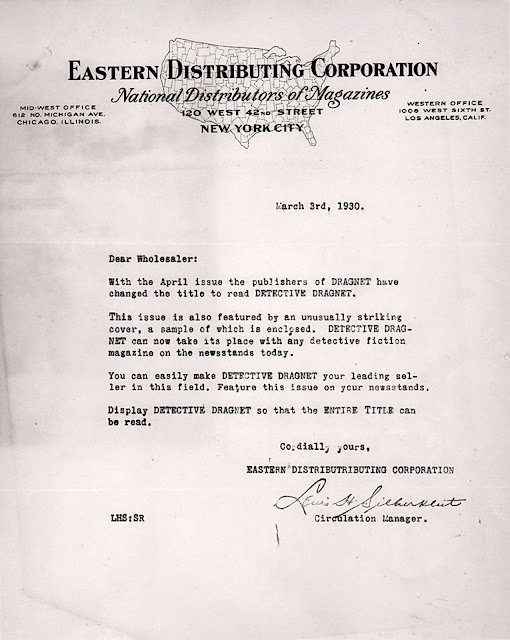 EASTERN DISTRIBUTING CORPORATION
National Distributors of Magazines
MID-WEST OFFICE
612 NO. MICHIGAN AVE.
CHICAGO, ILLINOIS.
120 WEST 42ND STREET
NEW YORK CITY
WESTERN OFFICE
1008 WEST SIXTH ST.
LOS ANGELES, CALIF.
March 3rd, 1930.
Dear Wholesaler:
With the April issue the publishers of DRAGNET have
changed the title to read DETECTIVE DRAGNET.
This issue is also featured by an unusually striking
cover, a sample of which is enclosed. DETECTIVE DRAG-
NET can now take its place with any detective fiction
magazine on the newsstands today.
You can easily make DETECTIVE DRAGNET your leading sel-
ler in this field. Feature this issue on your newsstands.
Display DETECTIVE DRAGNET so that the ENTIRE TITLE can
be read.
Cordially yours,
EASTERN DISTRIBUTRIBUTING CORPORATION
Louis H. Silberkleit
LHS:SR
Circulation Manager.